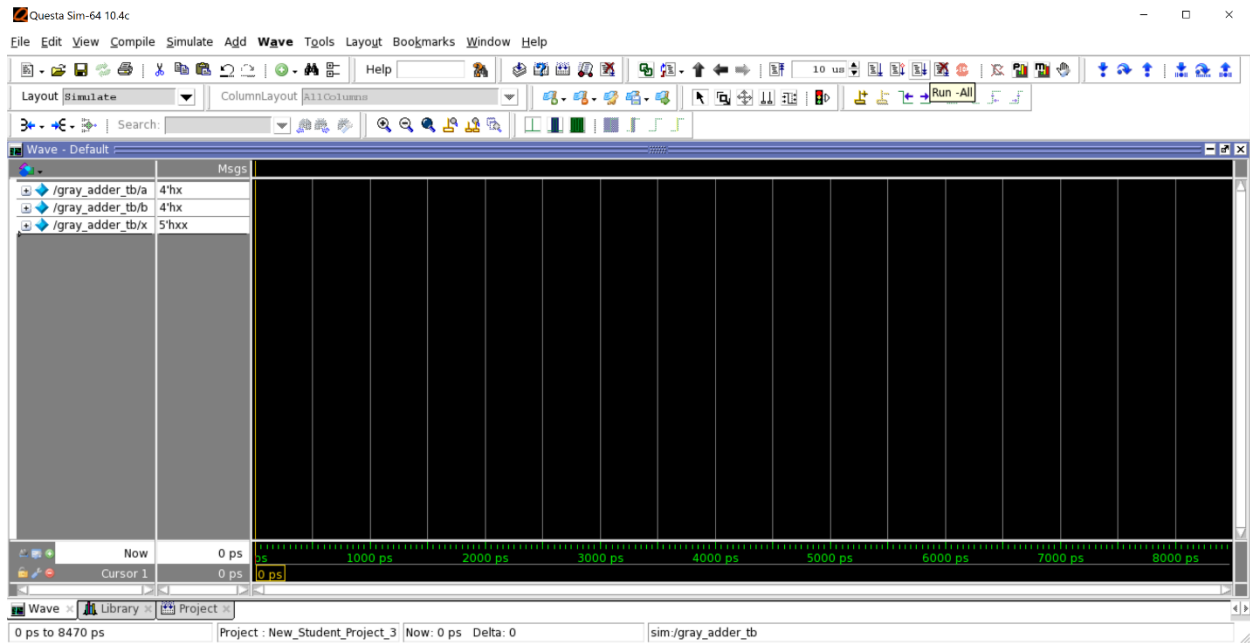 Questa Sim-64 10.4c
File Edit View Compile Simulate Add Wave Tools Layout Bookmarks Window Help
Help 10 us
Layout Simulate ColumnLayout AllColumns Run -All
Search:
Wave - Default
Msgs
/gray_adder_tb/a 4'hx
/gray_adder_tb/b 4'hx
/gray_adder_tb/x 5'hxx
Now 0 ps ps 1000 ps 2000 ps 3000 ps 4000 ps 5000 ps 6000 ps 7000 ps 8000 ps
Cursor 1 0 ps 0 ps
Wave Library Project
0 ps to 8470 ps Project : New_Student_Project_3 Now: 0 ps Delta: 0 sim:/gray_adder_tb